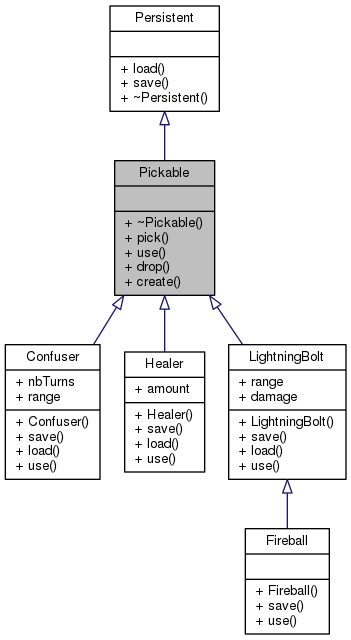 Persistent
+ load()
+ save()
+ ~Persistent()
Pickable
+ ~Pickable()
+ pick()
+ use()
+ drop()
+ create()
Confuser
+ nbTurns
+ range
+ Confuser()
+ save()
+ load()
+ use()
Healer
+ amount
+ Healer()
+ save()
+ load()
+ use()
LightningBolt
+ range
+ damage
+ LightningBolt()
+ save()
+ load()
+ use()
Fireball
+ Fireball()
+ save()
+ use()